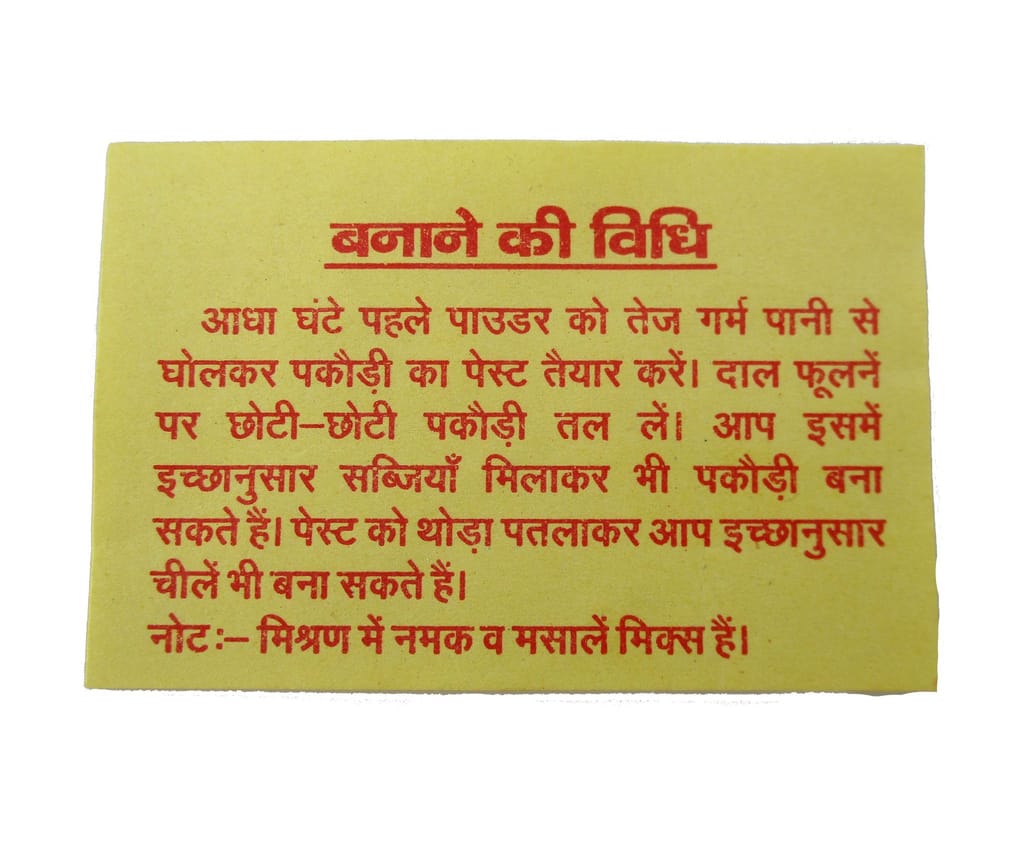 बनाने की विधि
आधा घंटे पहले पाउडर को तेज गर्म पानी से
घोलकर पकौड़ी का पेस्ट तैयार करें। दाल फूलनें
पर छोटी–छोटी पकौड़ी तल लें। आप इसमें
इच्छानुसार सब्जियाँ मिलाकर भी पकौड़ी बना
सकते हैं। पेस्ट को थोड़ा पतलाकर आप इच्छानुसार
चीलें भी बना सकते हैं।
नोट:– मिश्रण में नमक व मसालें मिक्स हैं।